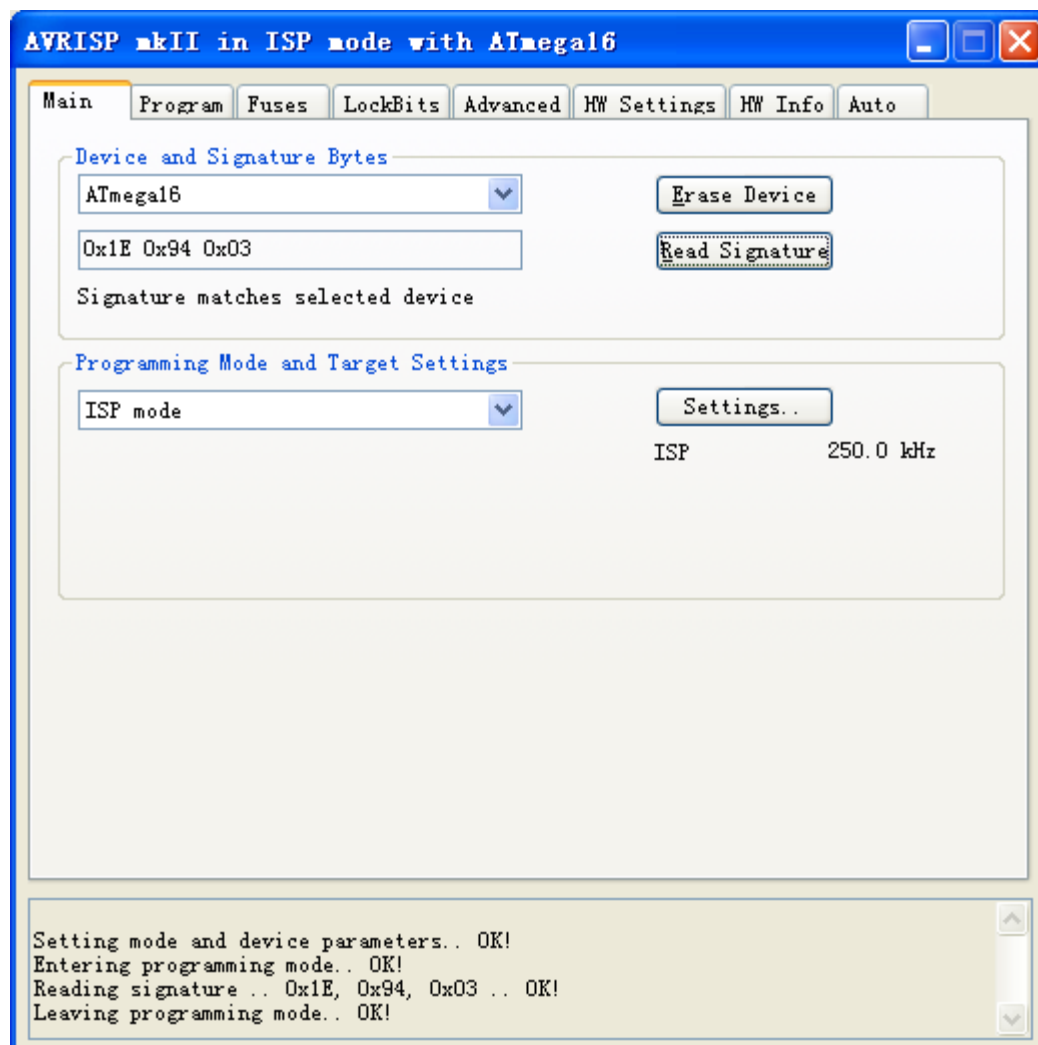 AVRISP mkII in ISP mode with ATmega16
Main Program Fuses LockBits Advanced HW Settings HW Info Auto
Device and Signature Bytes
ATmega16 Erase Device
0x1E 0x94 0x03 Read Signature
Signature matches selected device
Programming Mode and Target Settings
ISP mode Settings..
ISP 250.0 kHz
Setting mode and device parameters.. OK!
Entering programming mode.. OK!
Reading signature .. 0x1E, 0x94, 0x03 .. OK!
Leaving programming mode.. OK!